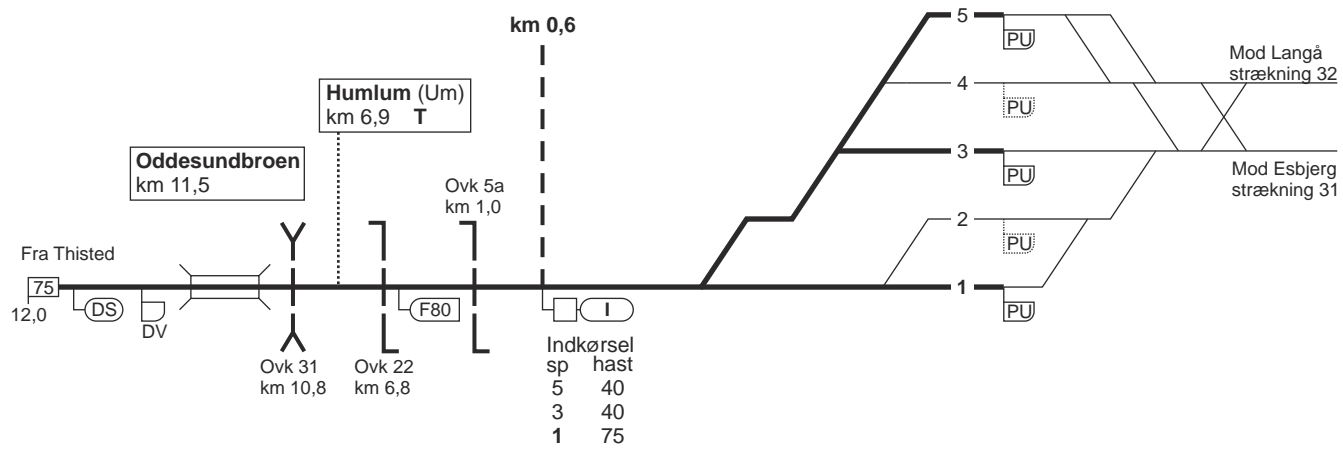 km 0,6
5
PU
Mod Langå
strækning 32
Humlum (Um)
km 6,9 T
4
PU
Oddesundbroen
km 11,5
3
PU
Mod Esbjerg
strækning 31
Ovk 5a
km 1,0
2
PU
Fra Thisted
75
12,0
DS
DV
F80
I
1
PU
Ovk 31
km 10,8
Ovk 22
km 6,8
Indkørsel
sp hast
5 40
3 40
1 75